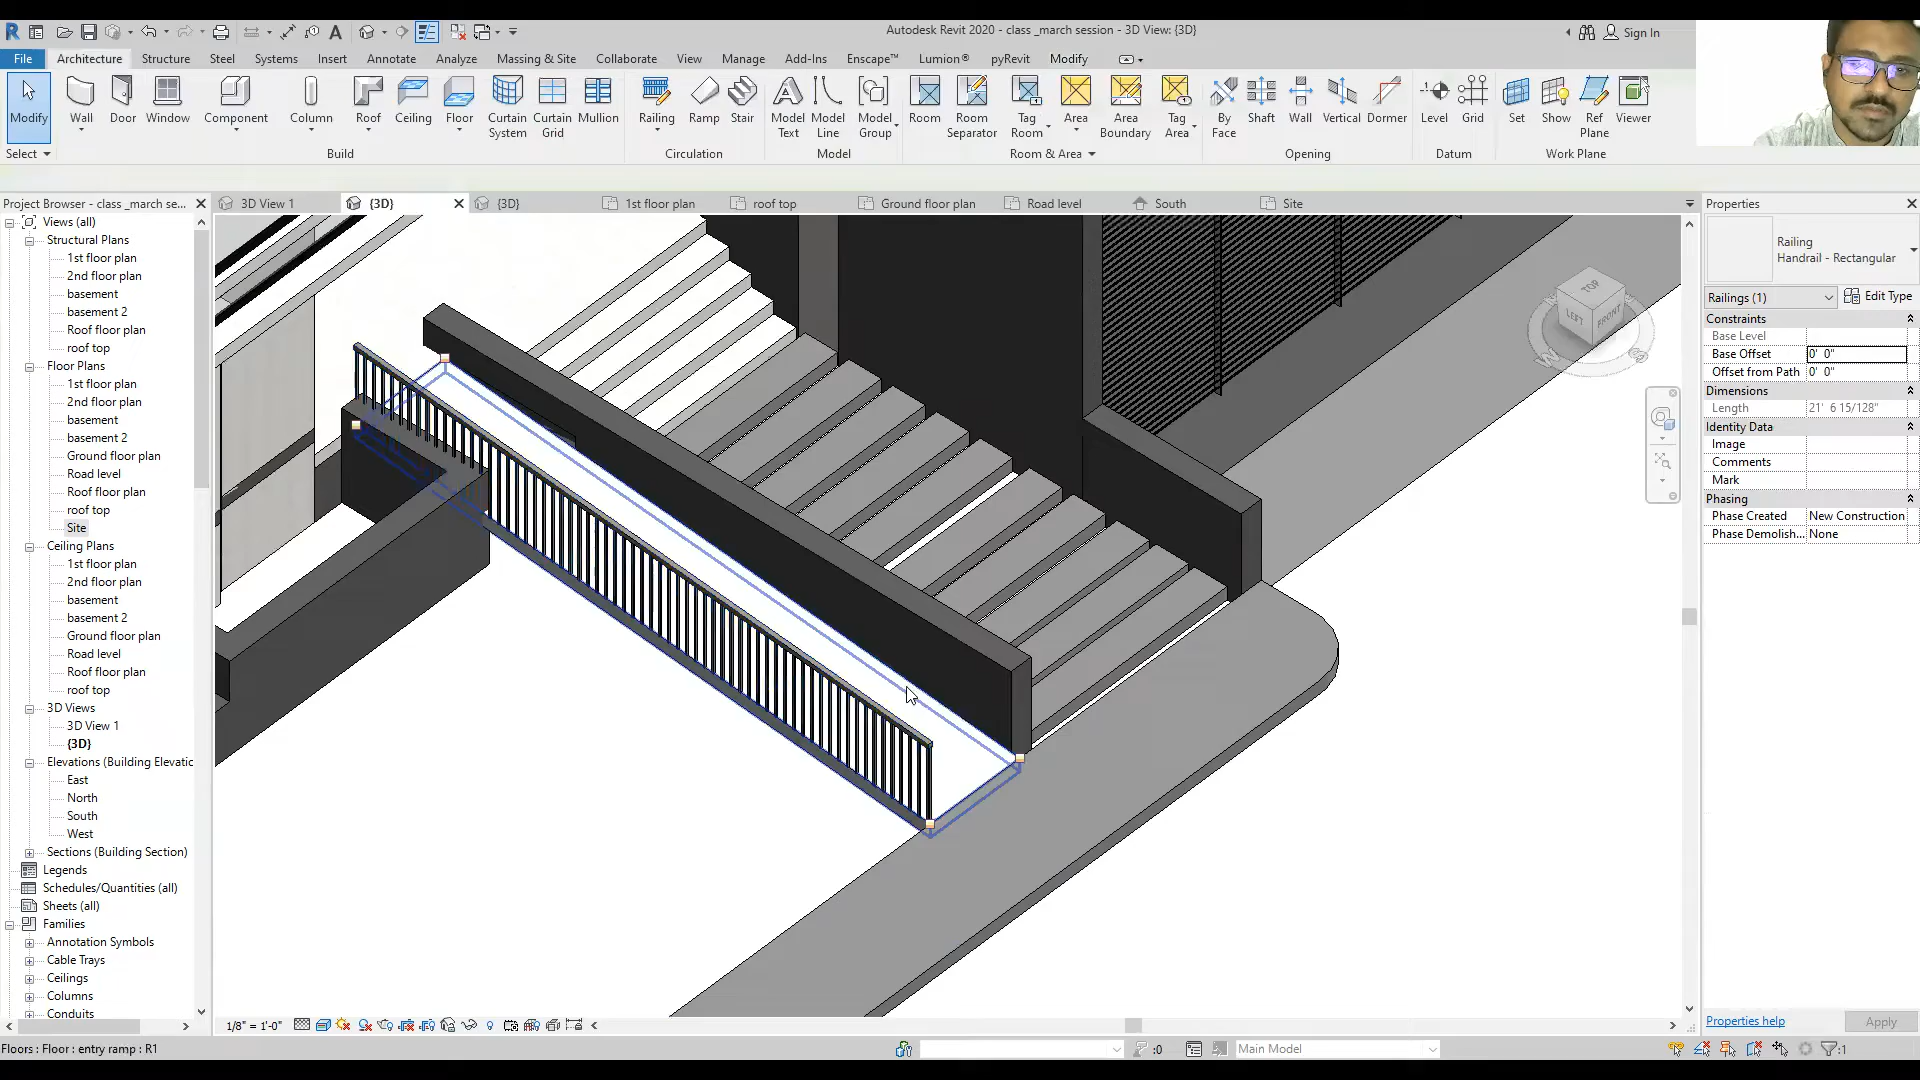 Autodesk Revit 2020 - class _march session - 3D View: {3D}
Sign In
File Architecture Structure Steel Systems Insert Annotate Analyze Massing & Site Collaborate View Manage Add-Ins Enscape™ Lumion® pyRevit Modify
Modify Wall Door Window Component Column Roof Ceiling Floor Curtain System Curtain Grid Mullion Railing Ramp Stair Model Text Model Line Model Group Room Room Separator Tag Room Area Area Boundary Tag Area By Face Shaft Wall Vertical Dormer Level Grid Set Show Ref Plane Viewer
Select Build Circulation Model Room & Area Opening Datum Work Plane
Project Browser - class _march se...
3D View 1 {3D} {3D} 1st floor plan roof top Ground floor plan Road level South Site
Views (all)
Structural Plans
1st floor plan
2nd floor plan
basement
basement 2
Roof floor plan
roof top
Floor Plans
1st floor plan
2nd floor plan
basement
basement 2
Ground floor plan
Road level
Roof floor plan
roof top
Site
Ceiling Plans
1st floor plan
2nd floor plan
basement
basement 2
Ground floor plan
Road level
Roof floor plan
roof top
3D Views
3D View 1
{3D}
Elevations (Building Elevatic
East
North
South
West
Sections (Building Section)
Legends
Schedules/Quantities (all)
Sheets (all)
Families
Annotation Symbols
Cable Trays
Ceilings
Columns
Conduits
TOP
LEFT
FRONT
W
S
Properties
Railing
Handrail - Rectangular
Railings (1)
Edit Type
Constraints
Base Level
Base Offset 0' 0"
Offset from Path 0' 0"
Dimensions
Length 21' 6 15/128"
Identity Data
Image
Comments
Mark
Phasing
Phase Created New Construction
Phase Demolish... None
Properties help
Apply
1/8" = 1'-0"
Floors : Floor : entry ramp : R1
:0
Main Model
:1